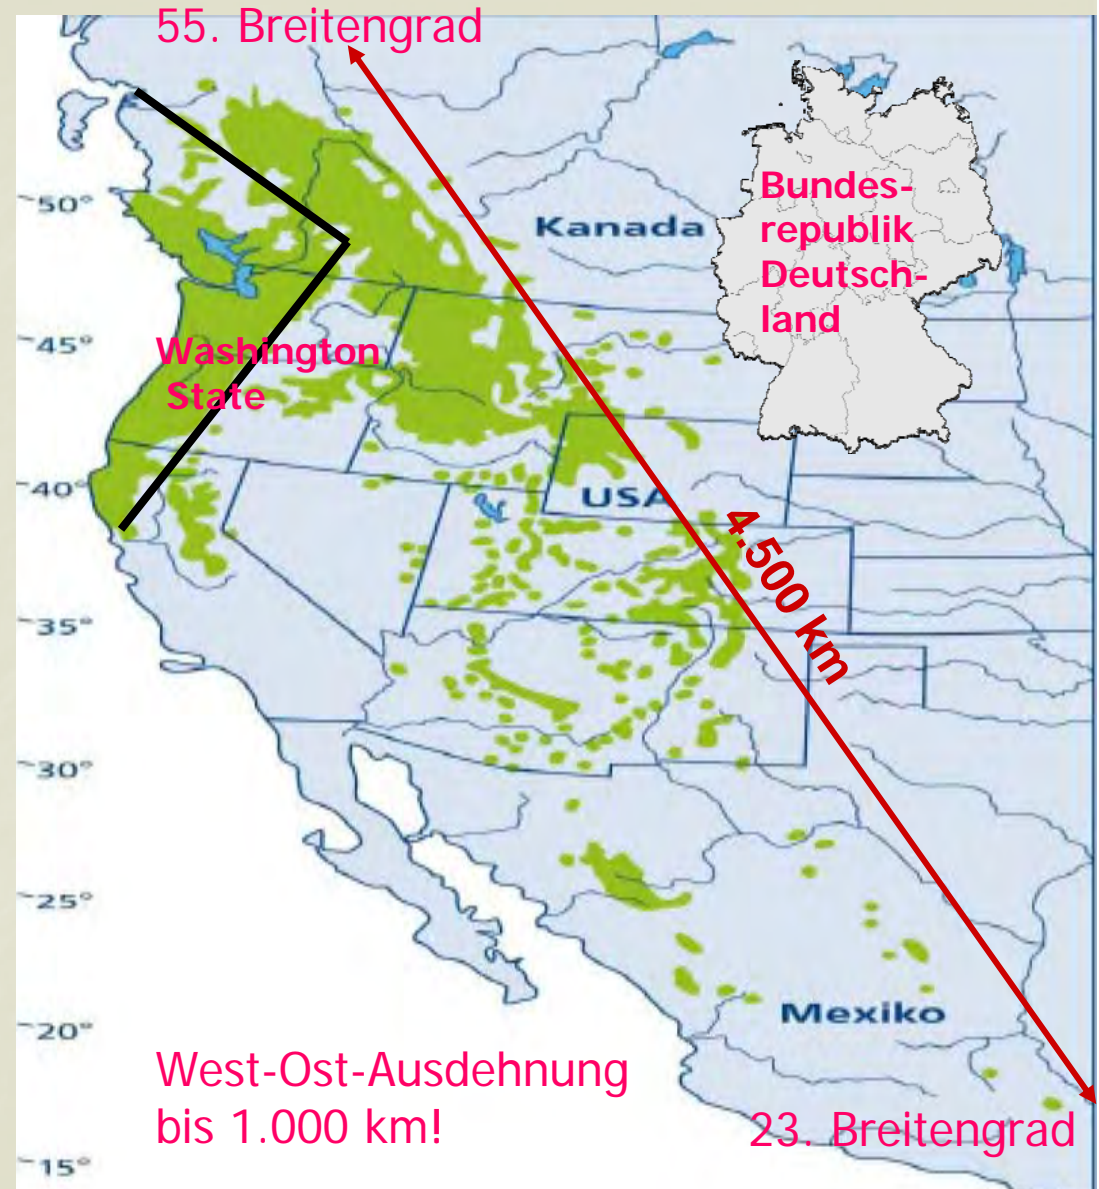 55. Breitengrad
Bundes-
republik
Deutsch-
land
Kanada
50°
45°
Washington
State
40°
USA
4.500 km
35°
30°
25°
Mexiko
20°
West-Ost-Ausdehnung
bis 1.000 km!
23. Breitengrad
15°